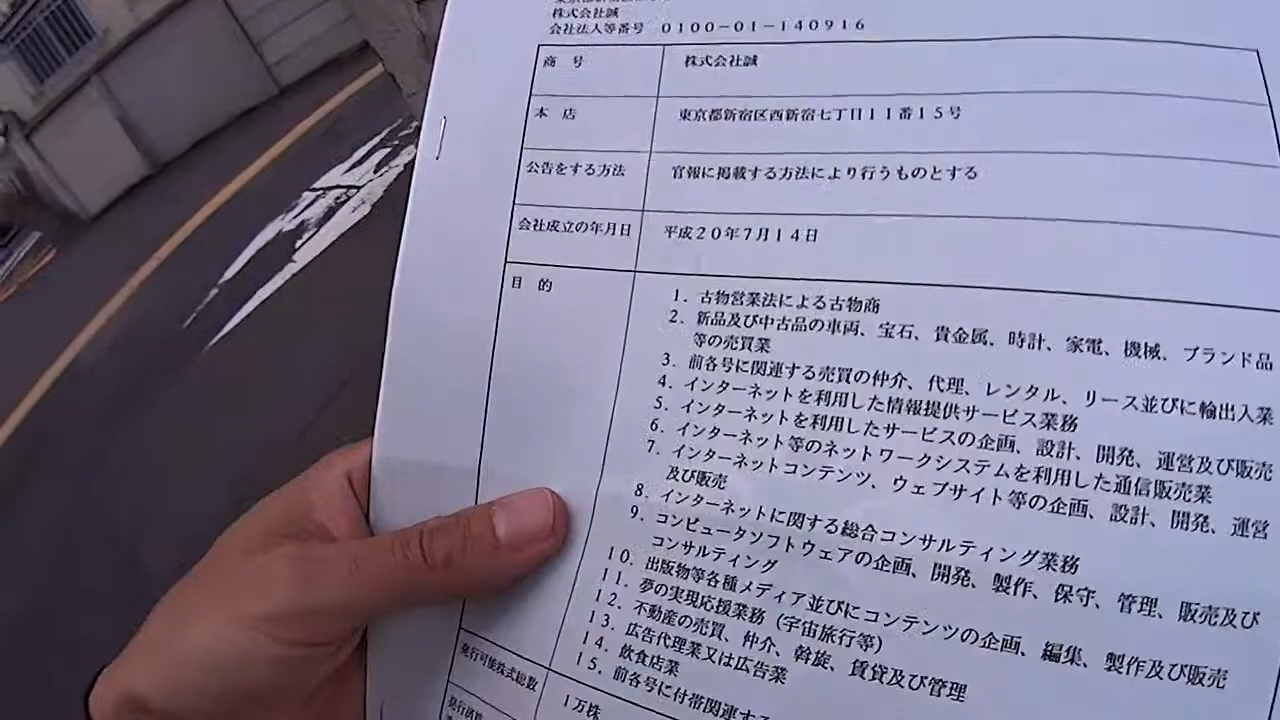 株式会社誠
会社法人等番号　0100-01-140916
商　号　株式会社誠
本　店　東京都新宿区西新宿七丁目11番15号
公告をする方法　官報に掲載する方法により行うものとする
会社成立の年月日　平成20年7月14日
目　的　1．古物営業法による古物商
2．新品及び中古品の車両、宝石、貴金属、時計、家電、機械、ブランド品
等の売買業
3．前各号に関連する売買の仲介、代理、レンタル、リース並びに輸出入業
4．インターネットを利用した情報提供サービス業務
5．インターネットを利用したサービスの企画、設計、開発、運営及び販売
6．インターネット等のネットワークシステムを利用した通信販売業
7．インターネットコンテンツ、ウェブサイト等の企画、設計、開発、運営
及び販売
8．インターネットに関する総合コンサルティング業務
9．コンピュータソフトウェアの企画、開発、製作、保守、管理、販売及び
コンサルティング
10．出版物等各種メディア並びにコンテンツの企画、編集、製作及び販売
11．夢の実現応援業務（宇宙旅行等）
12．不動産の売買、仲介、斡旋、賃貸及び管理
13．広告代理業又は広告業
14．飲食店業
15．前各号に付帯関連する
発行可能株式総数　1万株